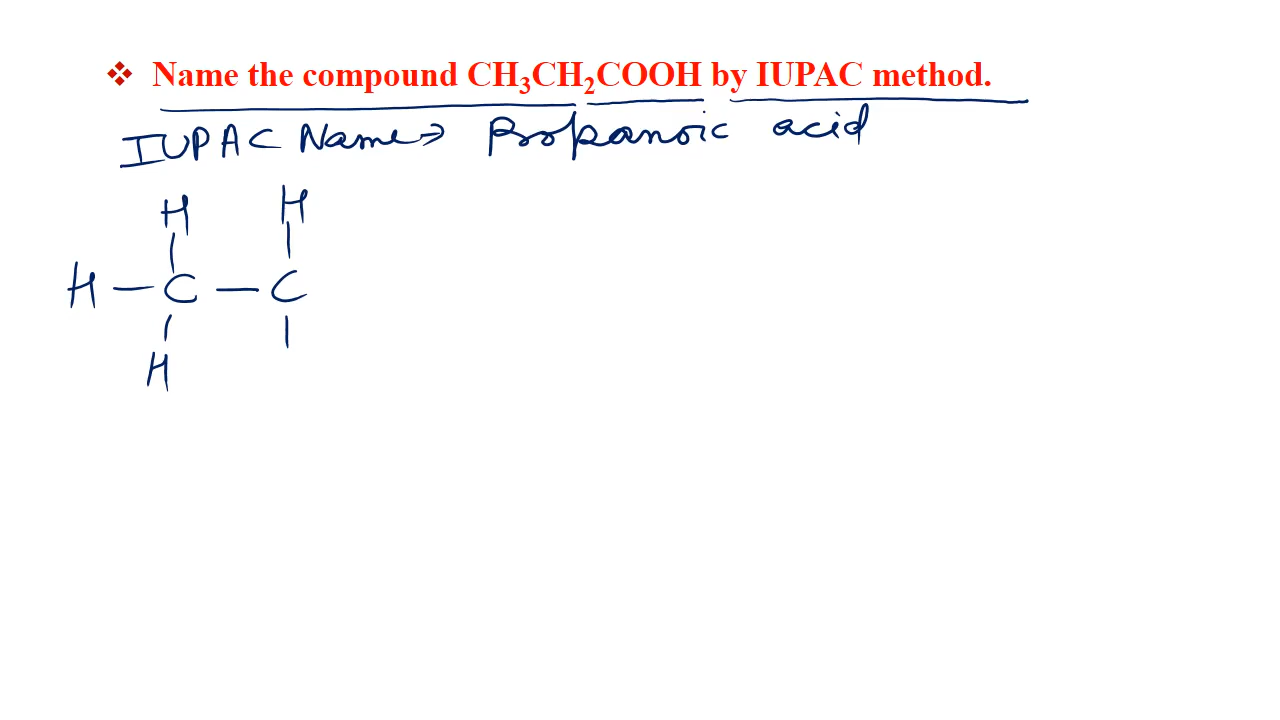 ❖ Name the compound CH₃CH₂COOH by IUPAC method.
IUPAC Name → Propanoic acid
H H
H – C – C
H